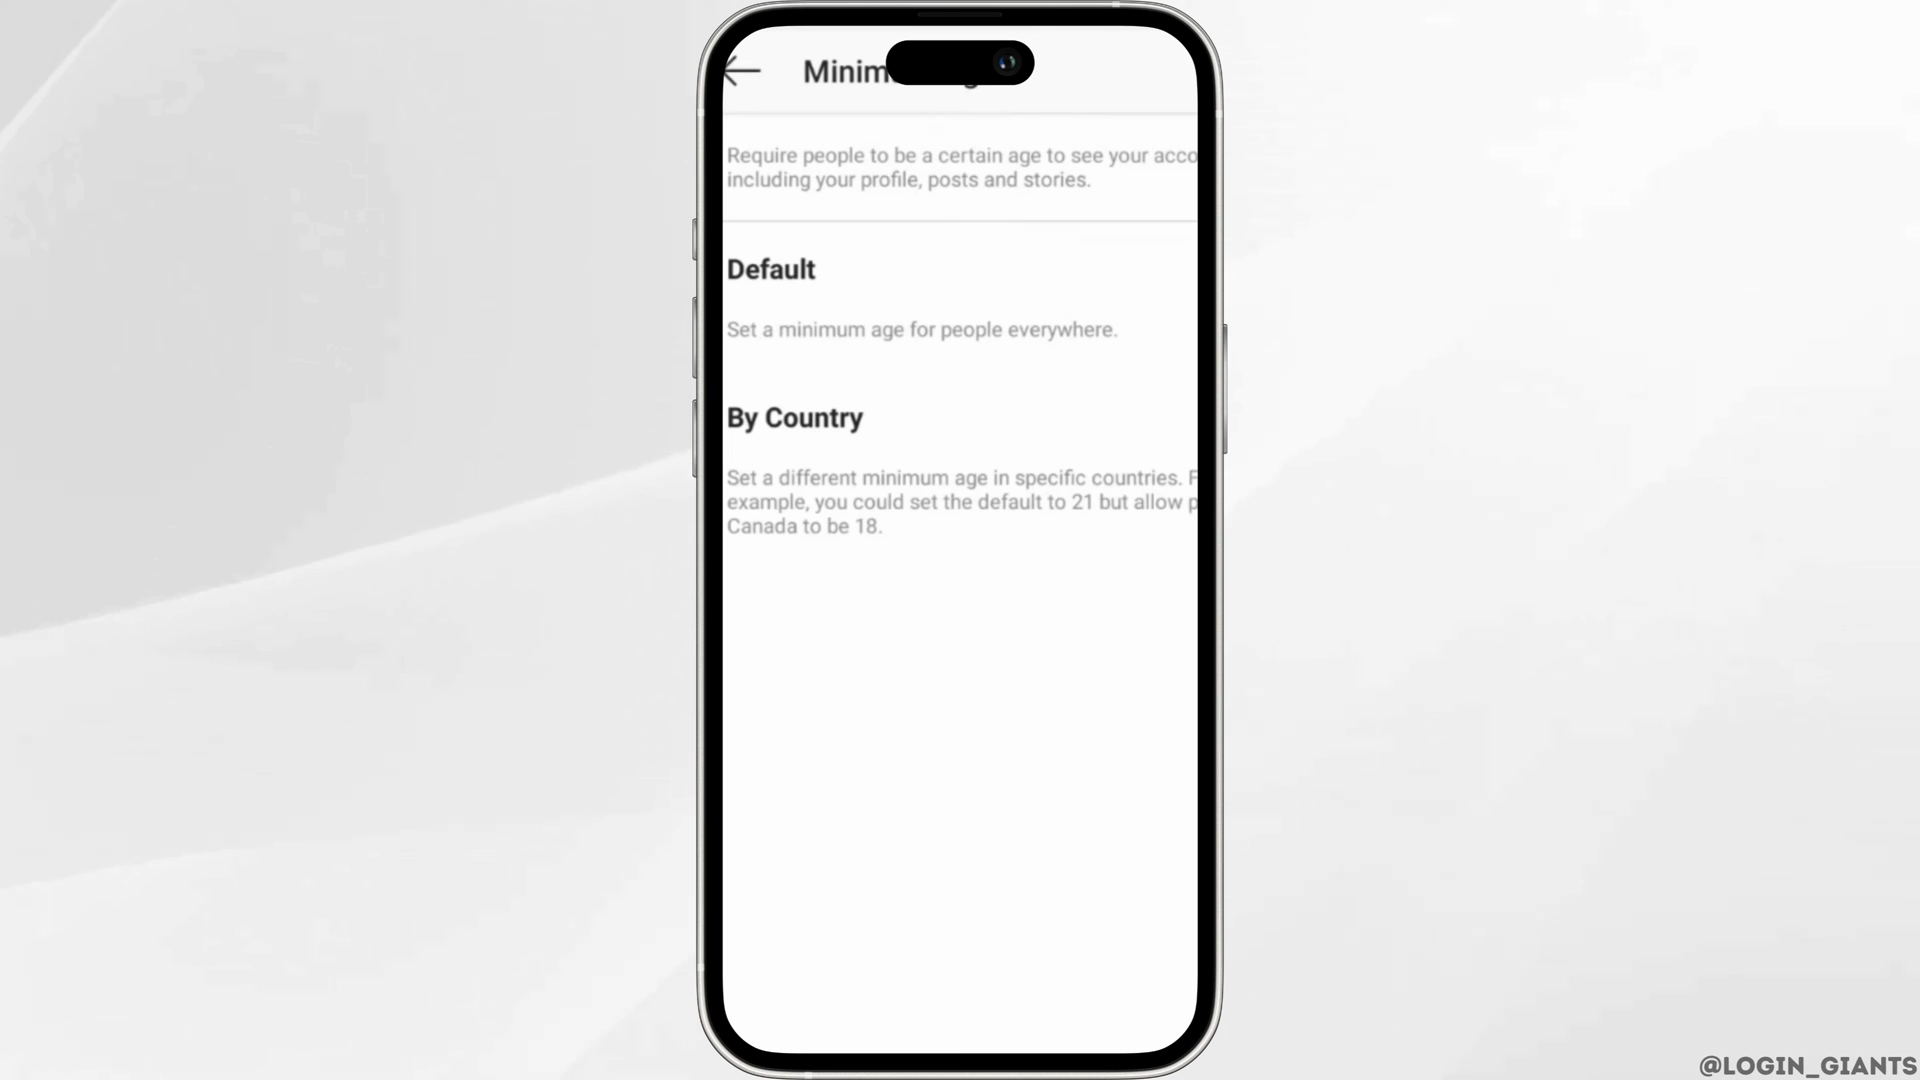 Minim
Require people to be a certain age to see your acco
including your profile, posts and stories.
Default
Set a minimum age for people everywhere.
By Country
Set a different minimum age in specific countries. F
example, you could set the default to 21 but allow p
Canada to be 18.
@LOGIN_GIANTS